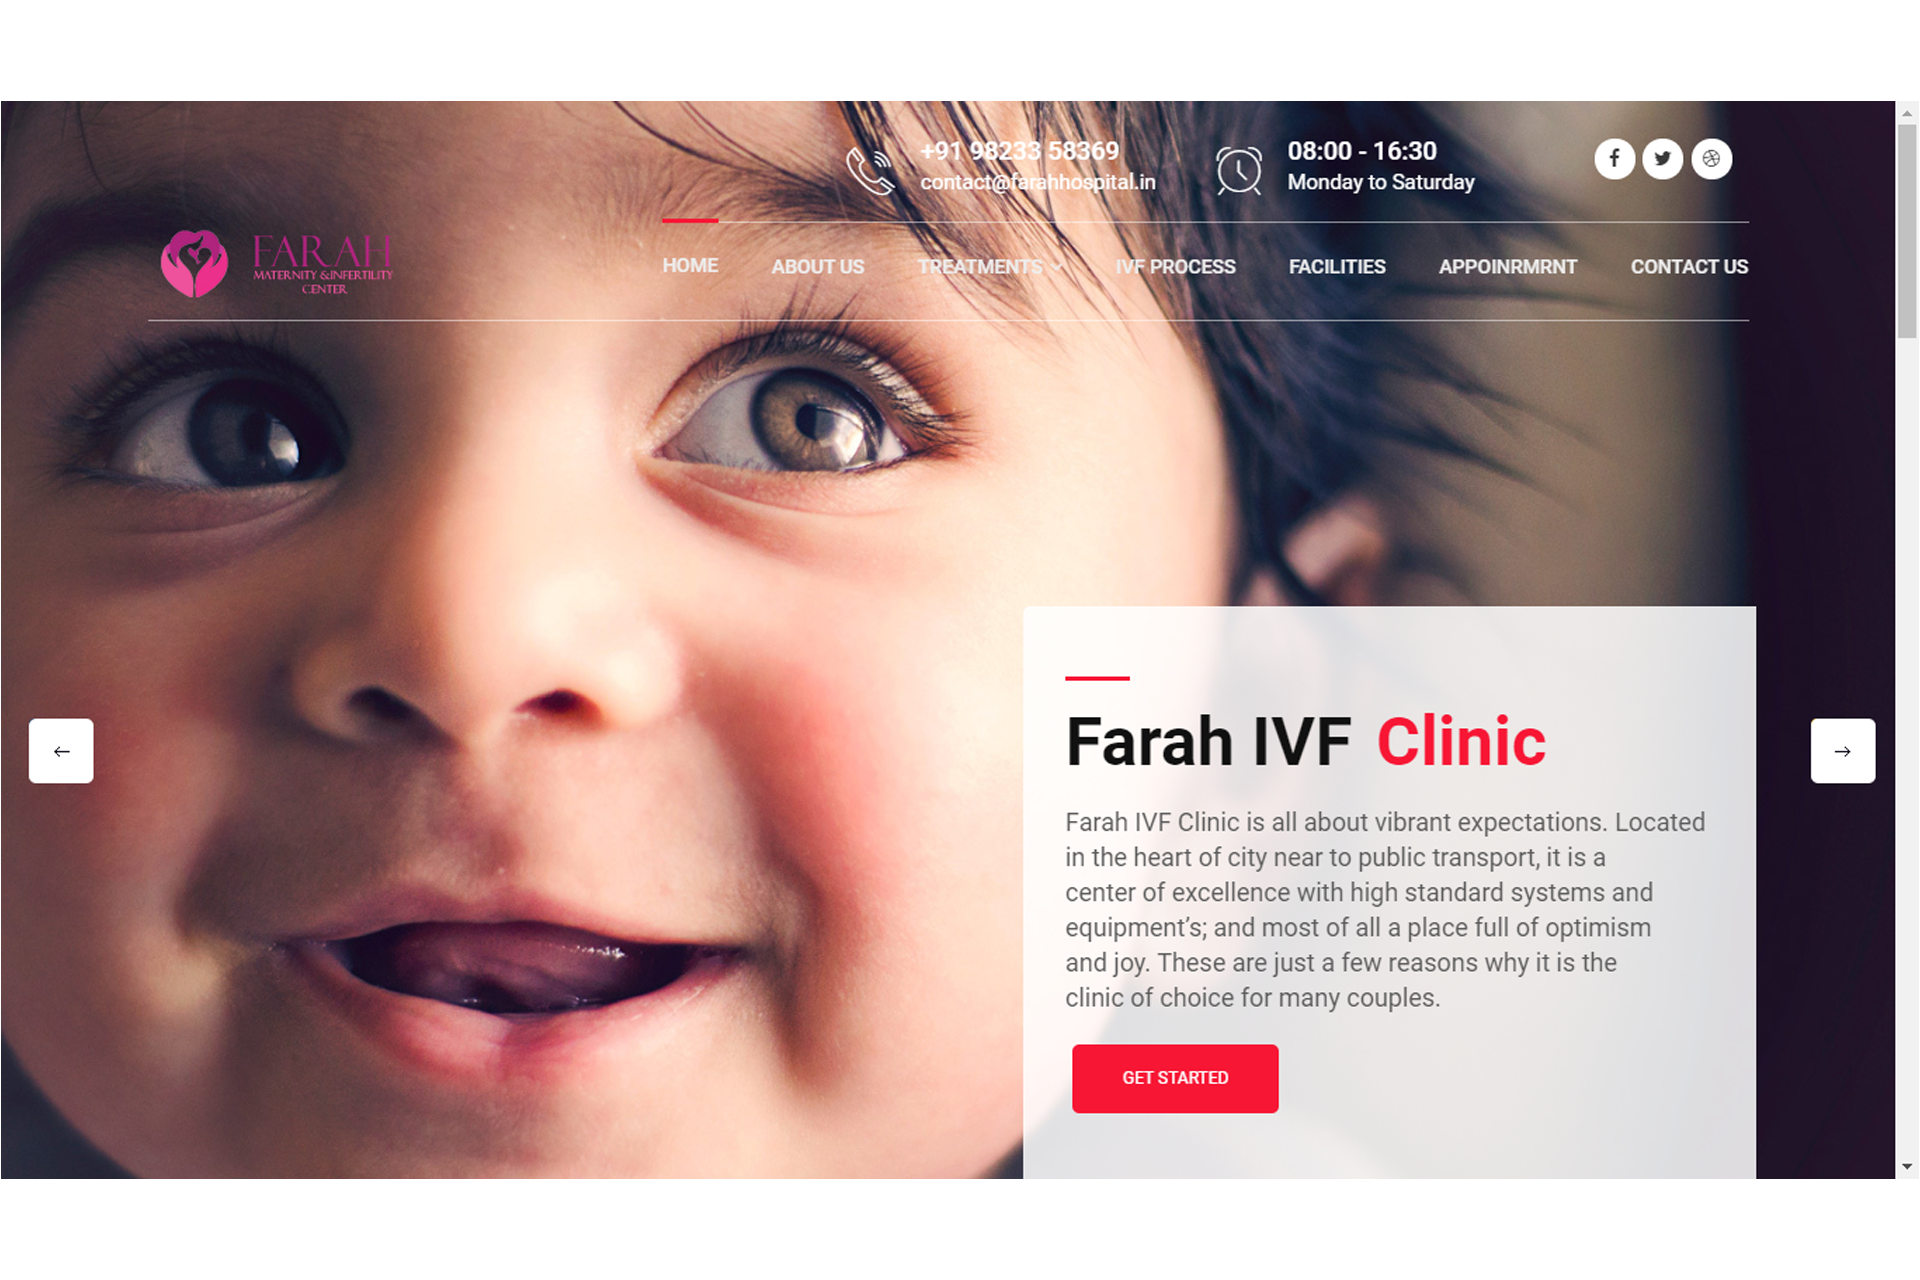 +91 98233 58369
contact@farahhospital.in
08:00 - 16:30
Monday to Saturday
FARAH
MATERNITY &INFERTILITY
CENTER
HOME
ABOUT US
TREATMENTS
IVF PROCESS
FACILITIES
APPOINRMRNT
CONTACT US
Farah IVF Clinic
Farah IVF Clinic is all about vibrant expectations. Located
in the heart of city near to public transport, it is a
center of excellence with high standard systems and
equipment’s; and most of all a place full of optimism
and joy. These are just a few reasons why it is the
clinic of choice for many couples.
GET STARTED